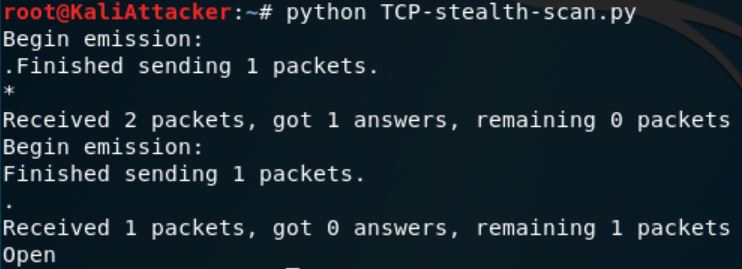 root@KaliAttacker:~# python TCP-stealth-scan.py
Begin emission:
.Finished sending 1 packets.
*
Received 2 packets, got 1 answers, remaining 0 packets
Begin emission:
Finished sending 1 packets.
.
Received 1 packets, got 0 answers, remaining 1 packets
Open